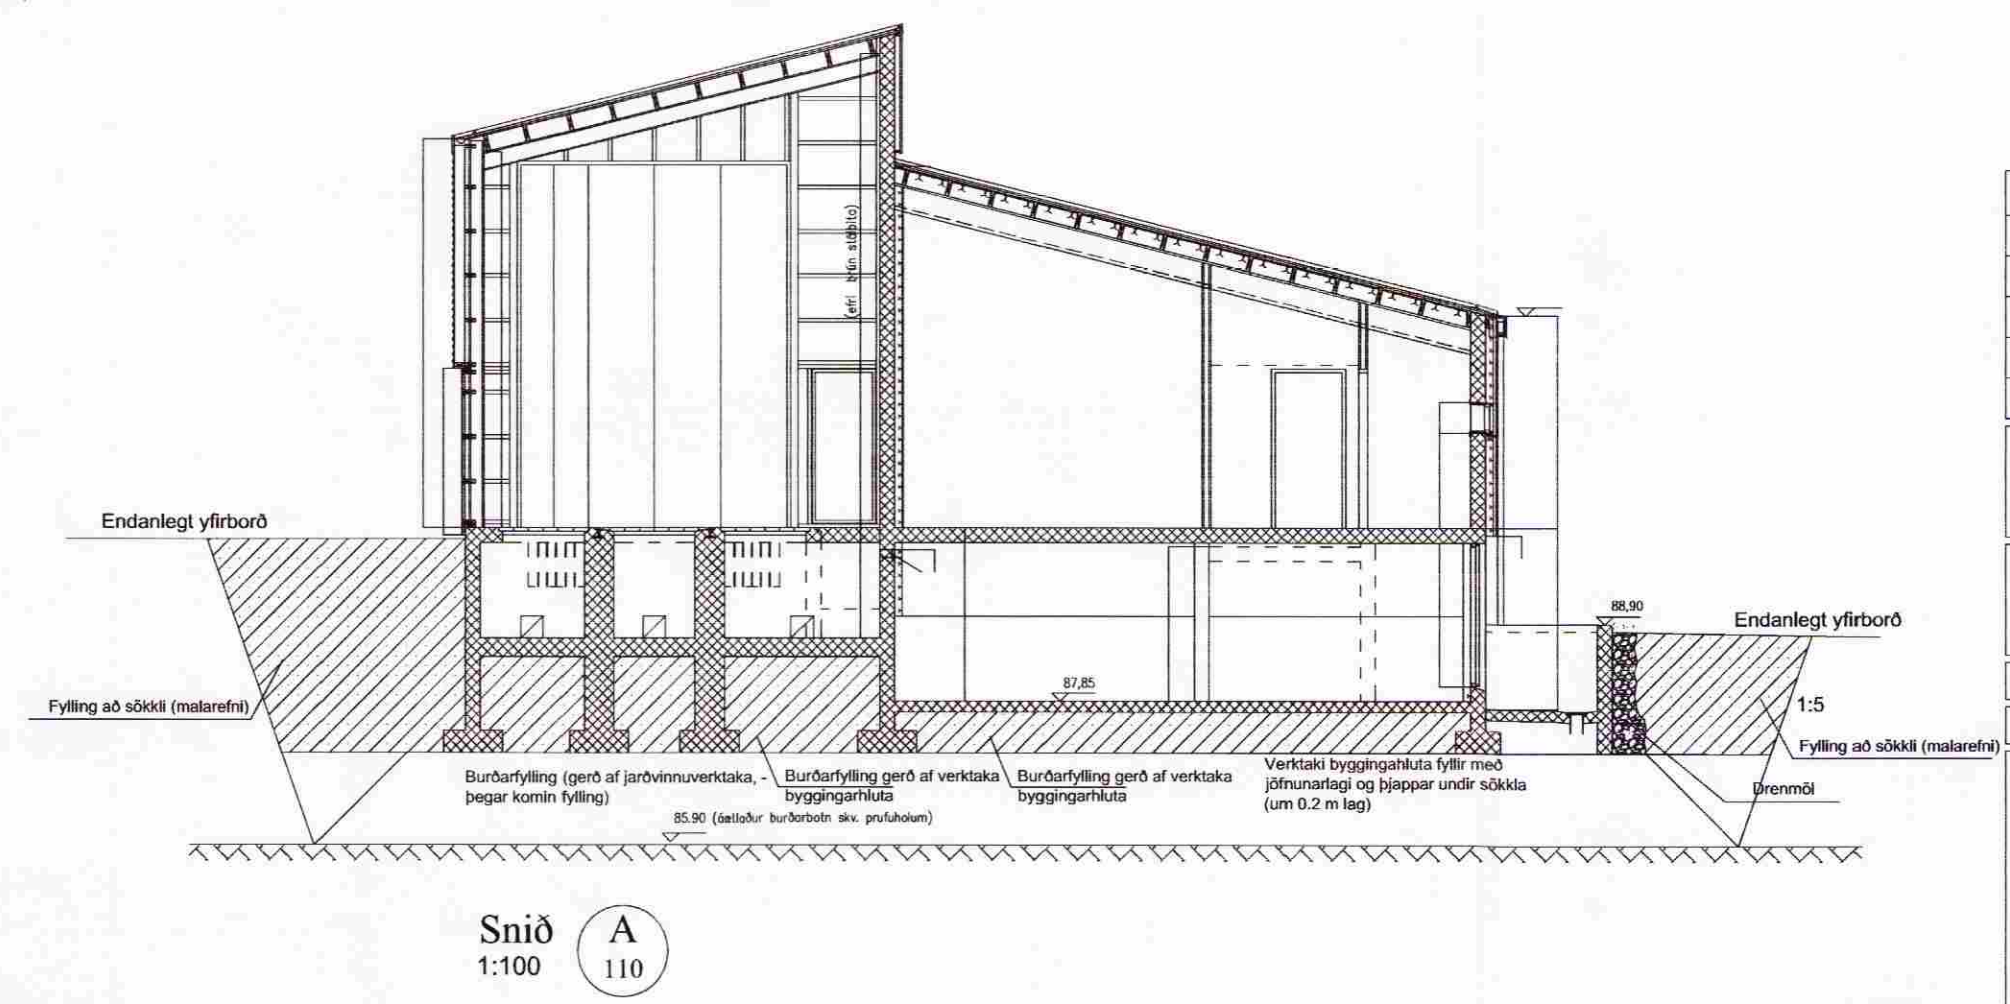 (efri brún stálbita)
Endanlegt yfirborð
88,90
Endanlegt yfirborð
87,85
Fylling að sökkli (malarefni)
1:5
Fylling að sökkli (malarefni)
Burðarfylling (gerð af jarðvinnuverktaka, -
þegar komin fylling)
Burðarfylling gerð af verktaka
byggingarhluta
Burðarfylling gerð af verktaka
byggingarhluta
Verktaki byggingahluta fyllir með
jöfnunarlagi og þjappar undir sökkla
(um 0.2 m lag)
Drenmöl
85.90 (áætlaður burðarbotn skv. prufuholum)
Snið
1:100
A
110